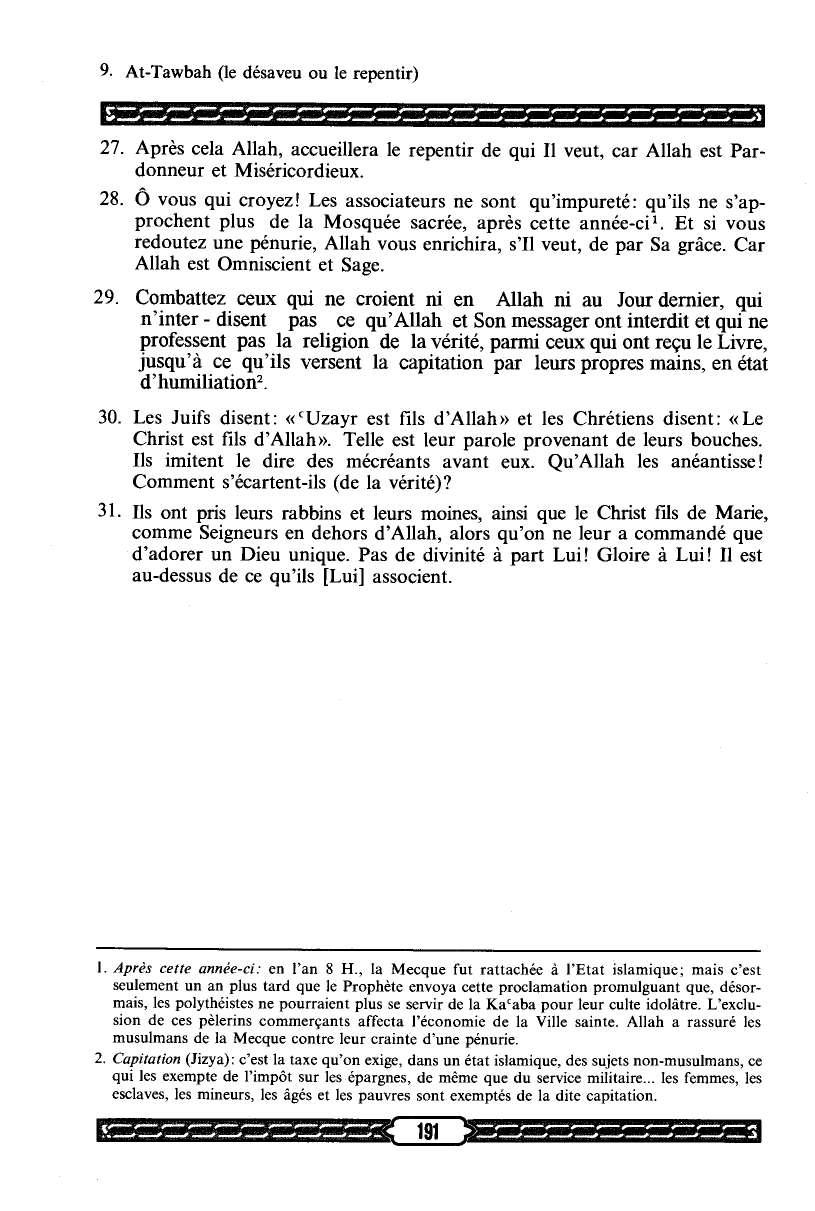 9. At-Tawbah (le désaveu ou le repentir)
27. Après cela Allah, accueillera le repentir de qui Il veut, car Allah est Par-
donneur et Miséricordieux.
28. Ô vous qui croyez! Les associateurs ne sont qu'impureté: qu'ils ne s'ap-
prochent plus de la Mosquée sacrée, après cette année-ci¹. Et si vous
redoutez une pénurie, Allah vous enrichira, s'Il veut, de par Sa grâce. Car
Allah est Omniscient et Sage.
29. Combattez ceux qui ne croient ni en Allah ni au Jour dernier, qui
n'inter - disent pas ce qu'Allah et Son messager ont interdit et qui ne
professent pas la religion de la vérité, parmi ceux qui ont reçu le Livre,
jusqu'à ce qu'ils versent la capitation par leurs propres mains, en état
d'humiliation².
30. Les Juifs disent: «ʿUzayr est fils d'Allah» et les Chrétiens disent: «Le
Christ est fils d'Allah». Telle est leur parole provenant de leurs bouches.
Ils imitent le dire des mécréants avant eux. Qu'Allah les anéantisse!
Comment s'écartent-ils (de la vérité)?
31. Ils ont pris leurs rabbins et leurs moines, ainsi que le Christ fils de Marie,
comme Seigneurs en dehors d'Allah, alors qu'on ne leur a commandé que
d'adorer un Dieu unique. Pas de divinité à part Lui! Gloire à Lui! Il est
au-dessus de ce qu'ils [Lui] associent.
1. Après cette année-ci: en l'an 8 H., la Mecque fut rattachée à l'Etat islamique; mais c'est
seulement un an plus tard que le Prophète envoya cette proclamation promulguant que, désor-
mais, les polythéistes ne pourraient plus se servir de la Kaʿaba pour leur culte idolâtre. L'exclu-
sion de ces pèlerins commerçants affecta l'économie de la Ville sainte. Allah a rassuré les
musulmans de la Mecque contre leur crainte d'une pénurie.
2. Capitation (Jizya): c'est la taxe qu'on exige, dans un état islamique, des sujets non-musulmans, ce
qui les exempte de l'impôt sur les épargnes, de même que du service militaire... les femmes, les
esclaves, les mineurs, les âgés et les pauvres sont exemptés de la dite capitation.
191